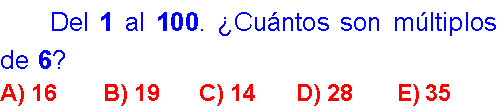 Del 1 al 100. ¿Cuántos son múltiplos
de 6?
A) 16 B) 19 C) 14 D) 28 E) 35